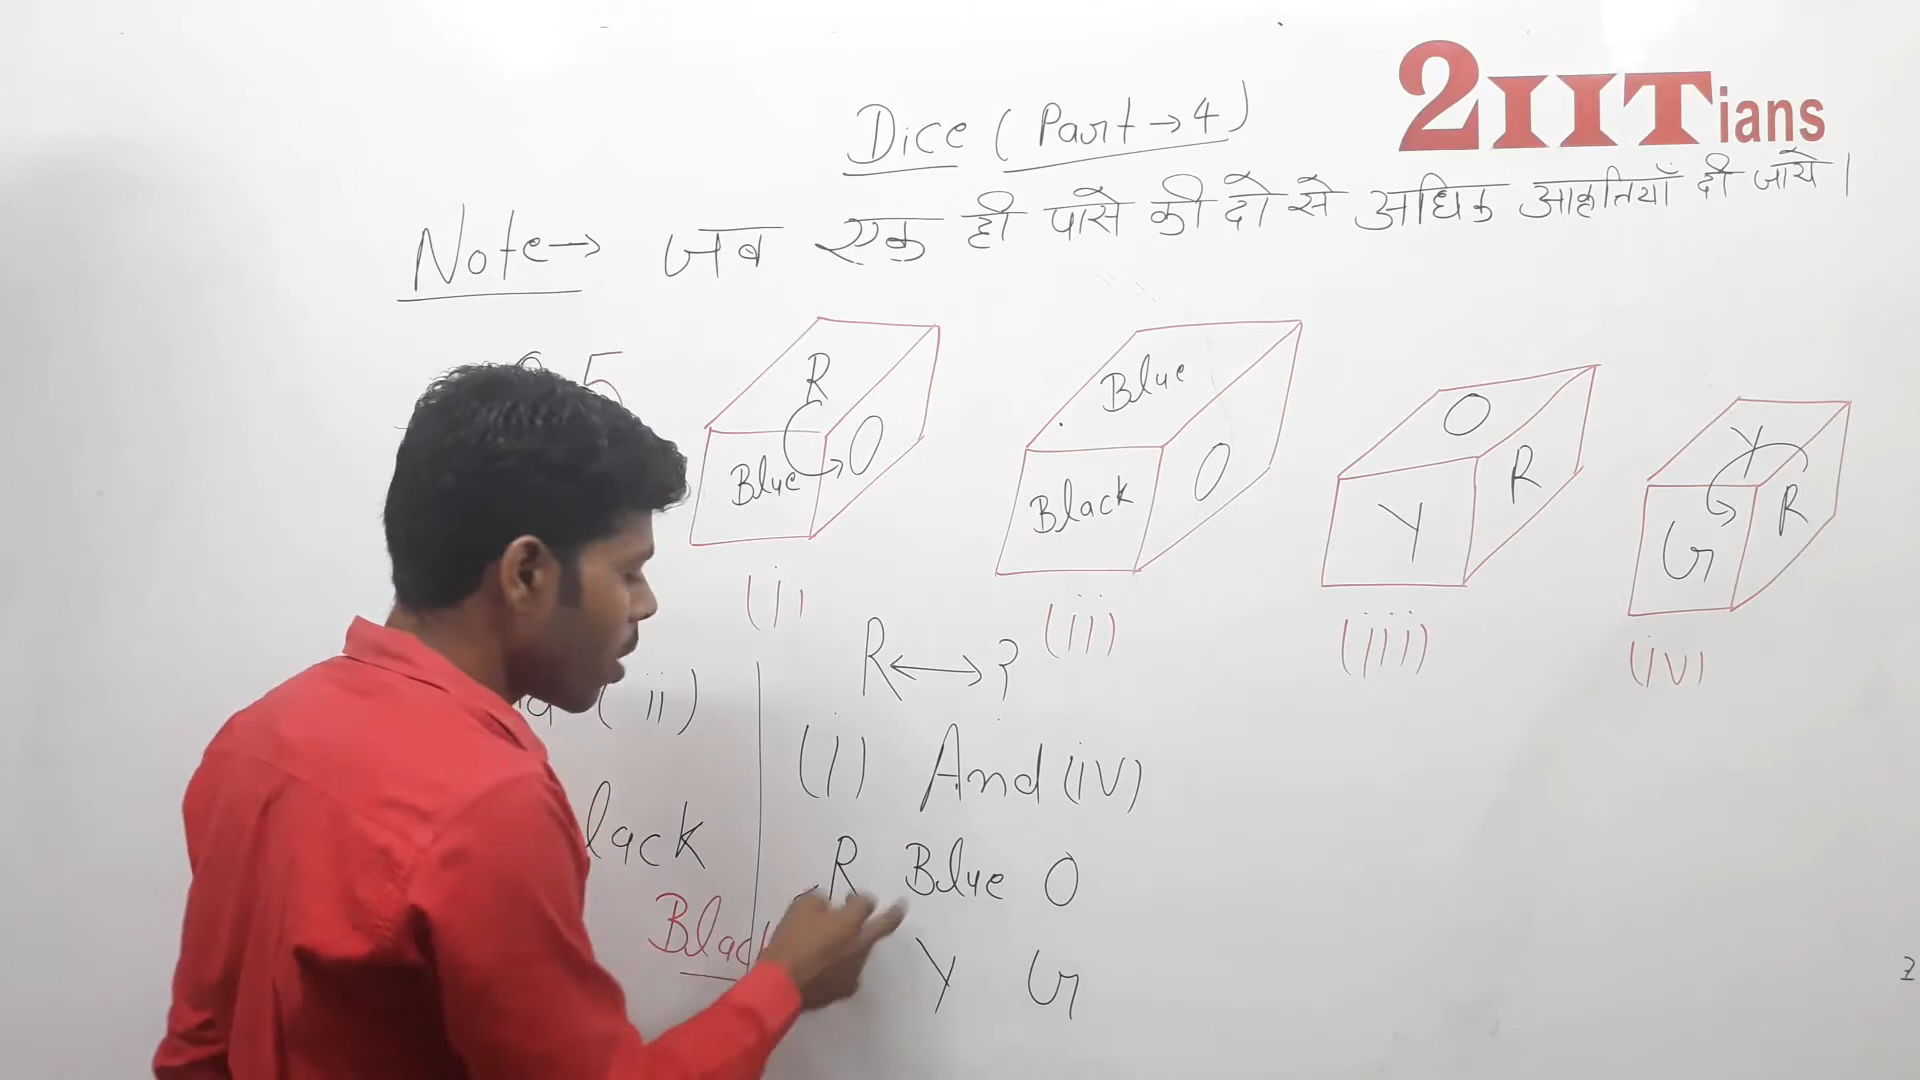 2IITians
Dice (Part→4)
Note→ जब एक ही पासे की दो से अधिक आकृतियाँ दी जाये।
5
R
Blue O
(i)
Blue
Black O
(ii)
O
Y R
(iii)
Y
G R
(iv)
R↔?
(ii)
(i) And (iv)
lack
R Blue O
Blac
Y G